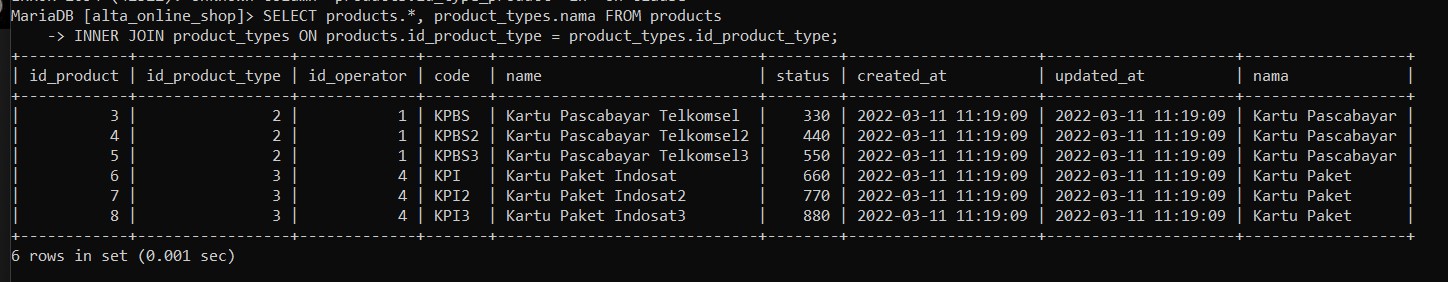 MariaDB [alta_online_shop]> SELECT products.*, product_types.nama FROM products
    -> INNER JOIN product_types ON products.id_product_type = product_types.id_product_type;
+------------+-----------------+-------------+-------+----------------------------+--------+---------------------+---------------------+------------------+
| id_product | id_product_type | id_operator | code  | name                       | status | created_at          | updated_at          | nama             |
+------------+-----------------+-------------+-------+----------------------------+--------+---------------------+---------------------+------------------+
|          3 |               2 |           1 | KPBS  | Kartu Pascabayar Telkomsel  |    330 | 2022-03-11 11:19:09 | 2022-03-11 11:19:09 | Kartu Pascabayar |
|          4 |               2 |           1 | KPBS2 | Kartu Pascabayar Telkomsel2 |    440 | 2022-03-11 11:19:09 | 2022-03-11 11:19:09 | Kartu Pascabayar |
|          5 |               2 |           1 | KPBS3 | Kartu Pascabayar Telkomsel3 |    550 | 2022-03-11 11:19:09 | 2022-03-11 11:19:09 | Kartu Pascabayar |
|          6 |               3 |           4 | KPI   | Kartu Paket Indosat         |    660 | 2022-03-11 11:19:09 | 2022-03-11 11:19:09 | Kartu Paket      |
|          7 |               3 |           4 | KPI2  | Kartu Paket Indosat2        |    770 | 2022-03-11 11:19:09 | 2022-03-11 11:19:09 | Kartu Paket      |
|          8 |               3 |           4 | KPI3  | Kartu Paket Indosat3        |    880 | 2022-03-11 11:19:09 | 2022-03-11 11:19:09 | Kartu Paket      |
+------------+-----------------+-------------+-------+----------------------------+--------+---------------------+---------------------+------------------+
6 rows in set (0.001 sec)